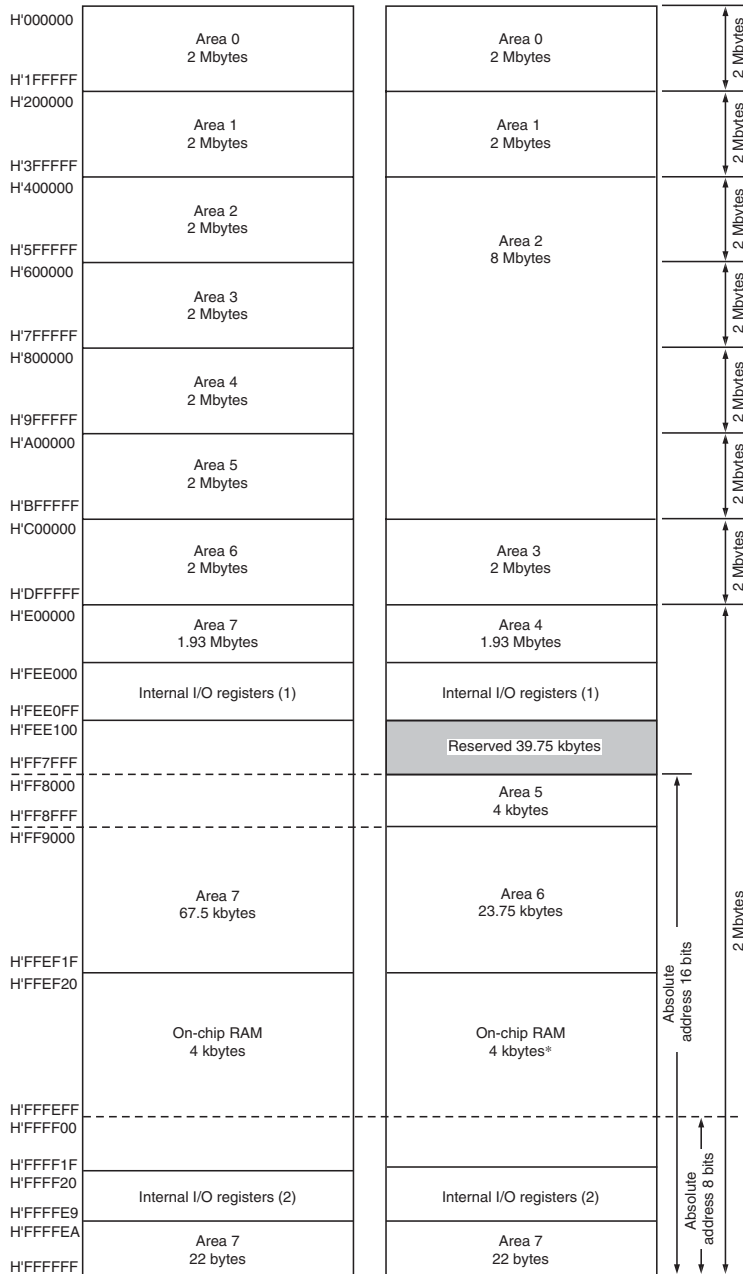 H'000000
H'1FFFFF
H'200000
H'3FFFFF
H'400000
H'5FFFFF
H'600000
H'7FFFFF
H'800000
H'9FFFFF
H'A00000
H'BFFFFF
H'C00000
H'DFFFFF
H'E00000
H'FEE000
H'FEE0FF
H'FEE100
H'FF7FFF
H'FF8000
H'FF8FFF
H'FF9000
H'FFEF1F
H'FFEF20
H'FFFEFF
H'FFFF00
H'FFFF1F
H'FFFF20
H'FFFFE9
H'FFFFEA
H'FFFFFF
Area 0
2 Mbytes
Area 1
2 Mbytes
Area 2
2 Mbytes
Area 3
2 Mbytes
Area 4
2 Mbytes
Area 5
2 Mbytes
Area 6
2 Mbytes
Area 7
1.93 Mbytes
Internal I/O registers (1)
Area 7
67.5 kbytes
On-chip RAM
4 kbytes
Internal I/O registers (2)
Area 7
22 bytes
Area 0
2 Mbytes
Area 1
2 Mbytes
Area 2
8 Mbytes
Area 3
2 Mbytes
Area 4
1.93 Mbytes
Internal I/O registers (1)
Reserved 39.75 kbytes
Area 5
4 kbytes
Area 6
23.75 kbytes
On-chip RAM
4 kbytes*
Internal I/O registers (2)
Area 7
22 bytes
2 Mbytes
2 Mbytes
2 Mbytes
2 Mbytes
2 Mbytes
2 Mbytes
2 Mbytes
2 Mbytes
Absolute
address 16 bits
Absolute
address 8 bits